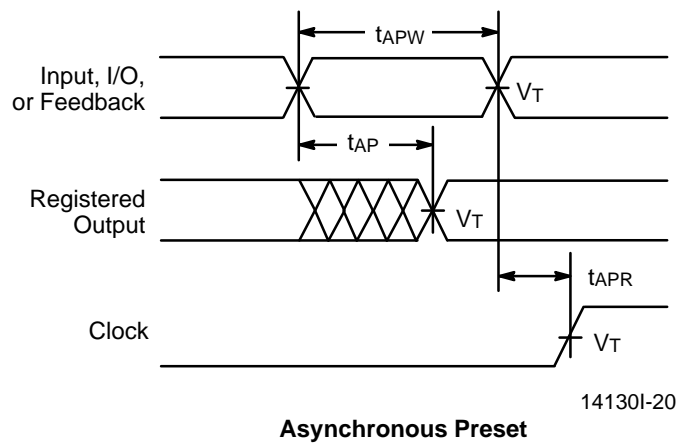 tAPW
Input, I/O,
or Feedback
VT
tAP
Registered
Output
VT
tAPR
Clock
VT
14130I-20
Asynchronous Preset